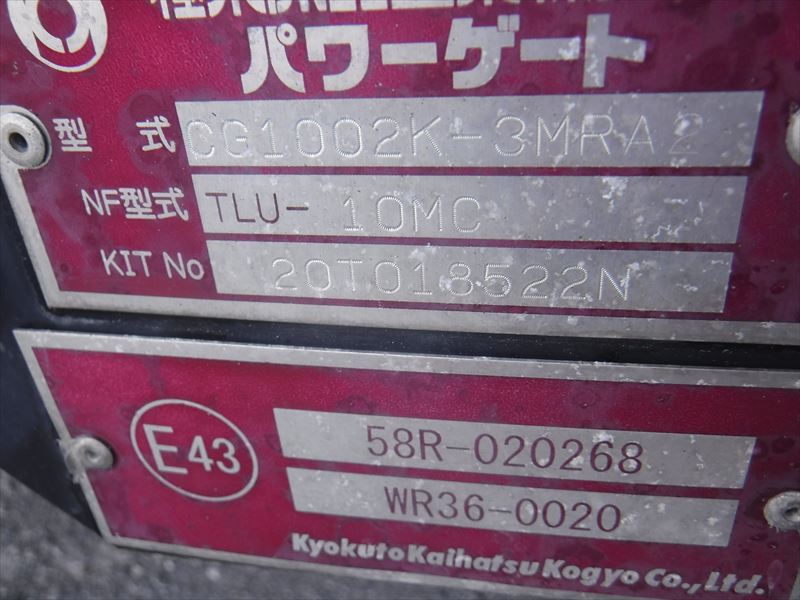 パワーゲート
型式 CG1002K-3MRA2
NF型式 TLU- 10MC
KIT No 20T018522N
E43
58R-020268
WR36-0020
Kyokuto Kaihatsu Kogyo Co., Ltd.